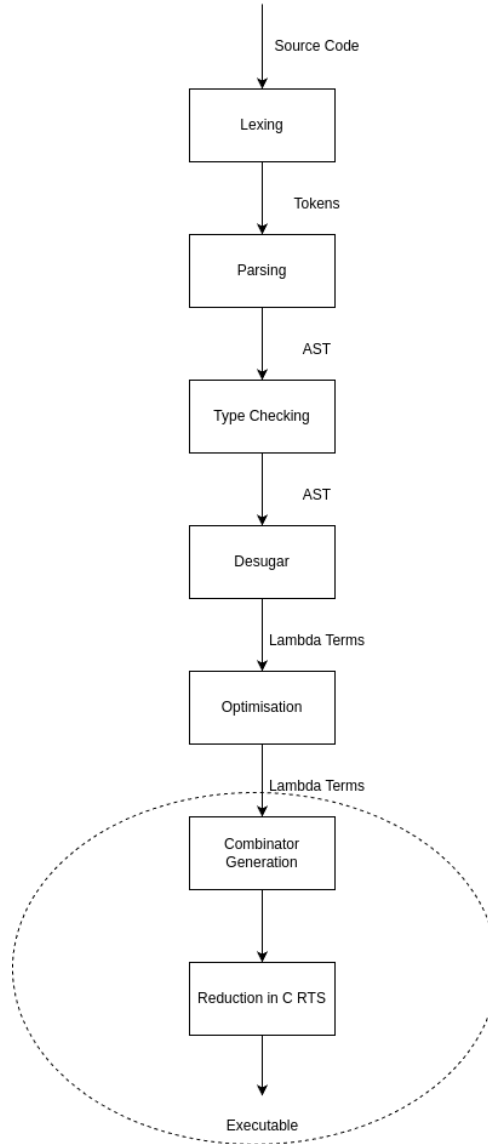 Source Code
Lexing
Tokens
Parsing
AST
Type Checking
AST
Desugar
Lambda Terms
Optimisation
Lambda Terms
Combinator
Generation
Reduction in C RTS
Executable